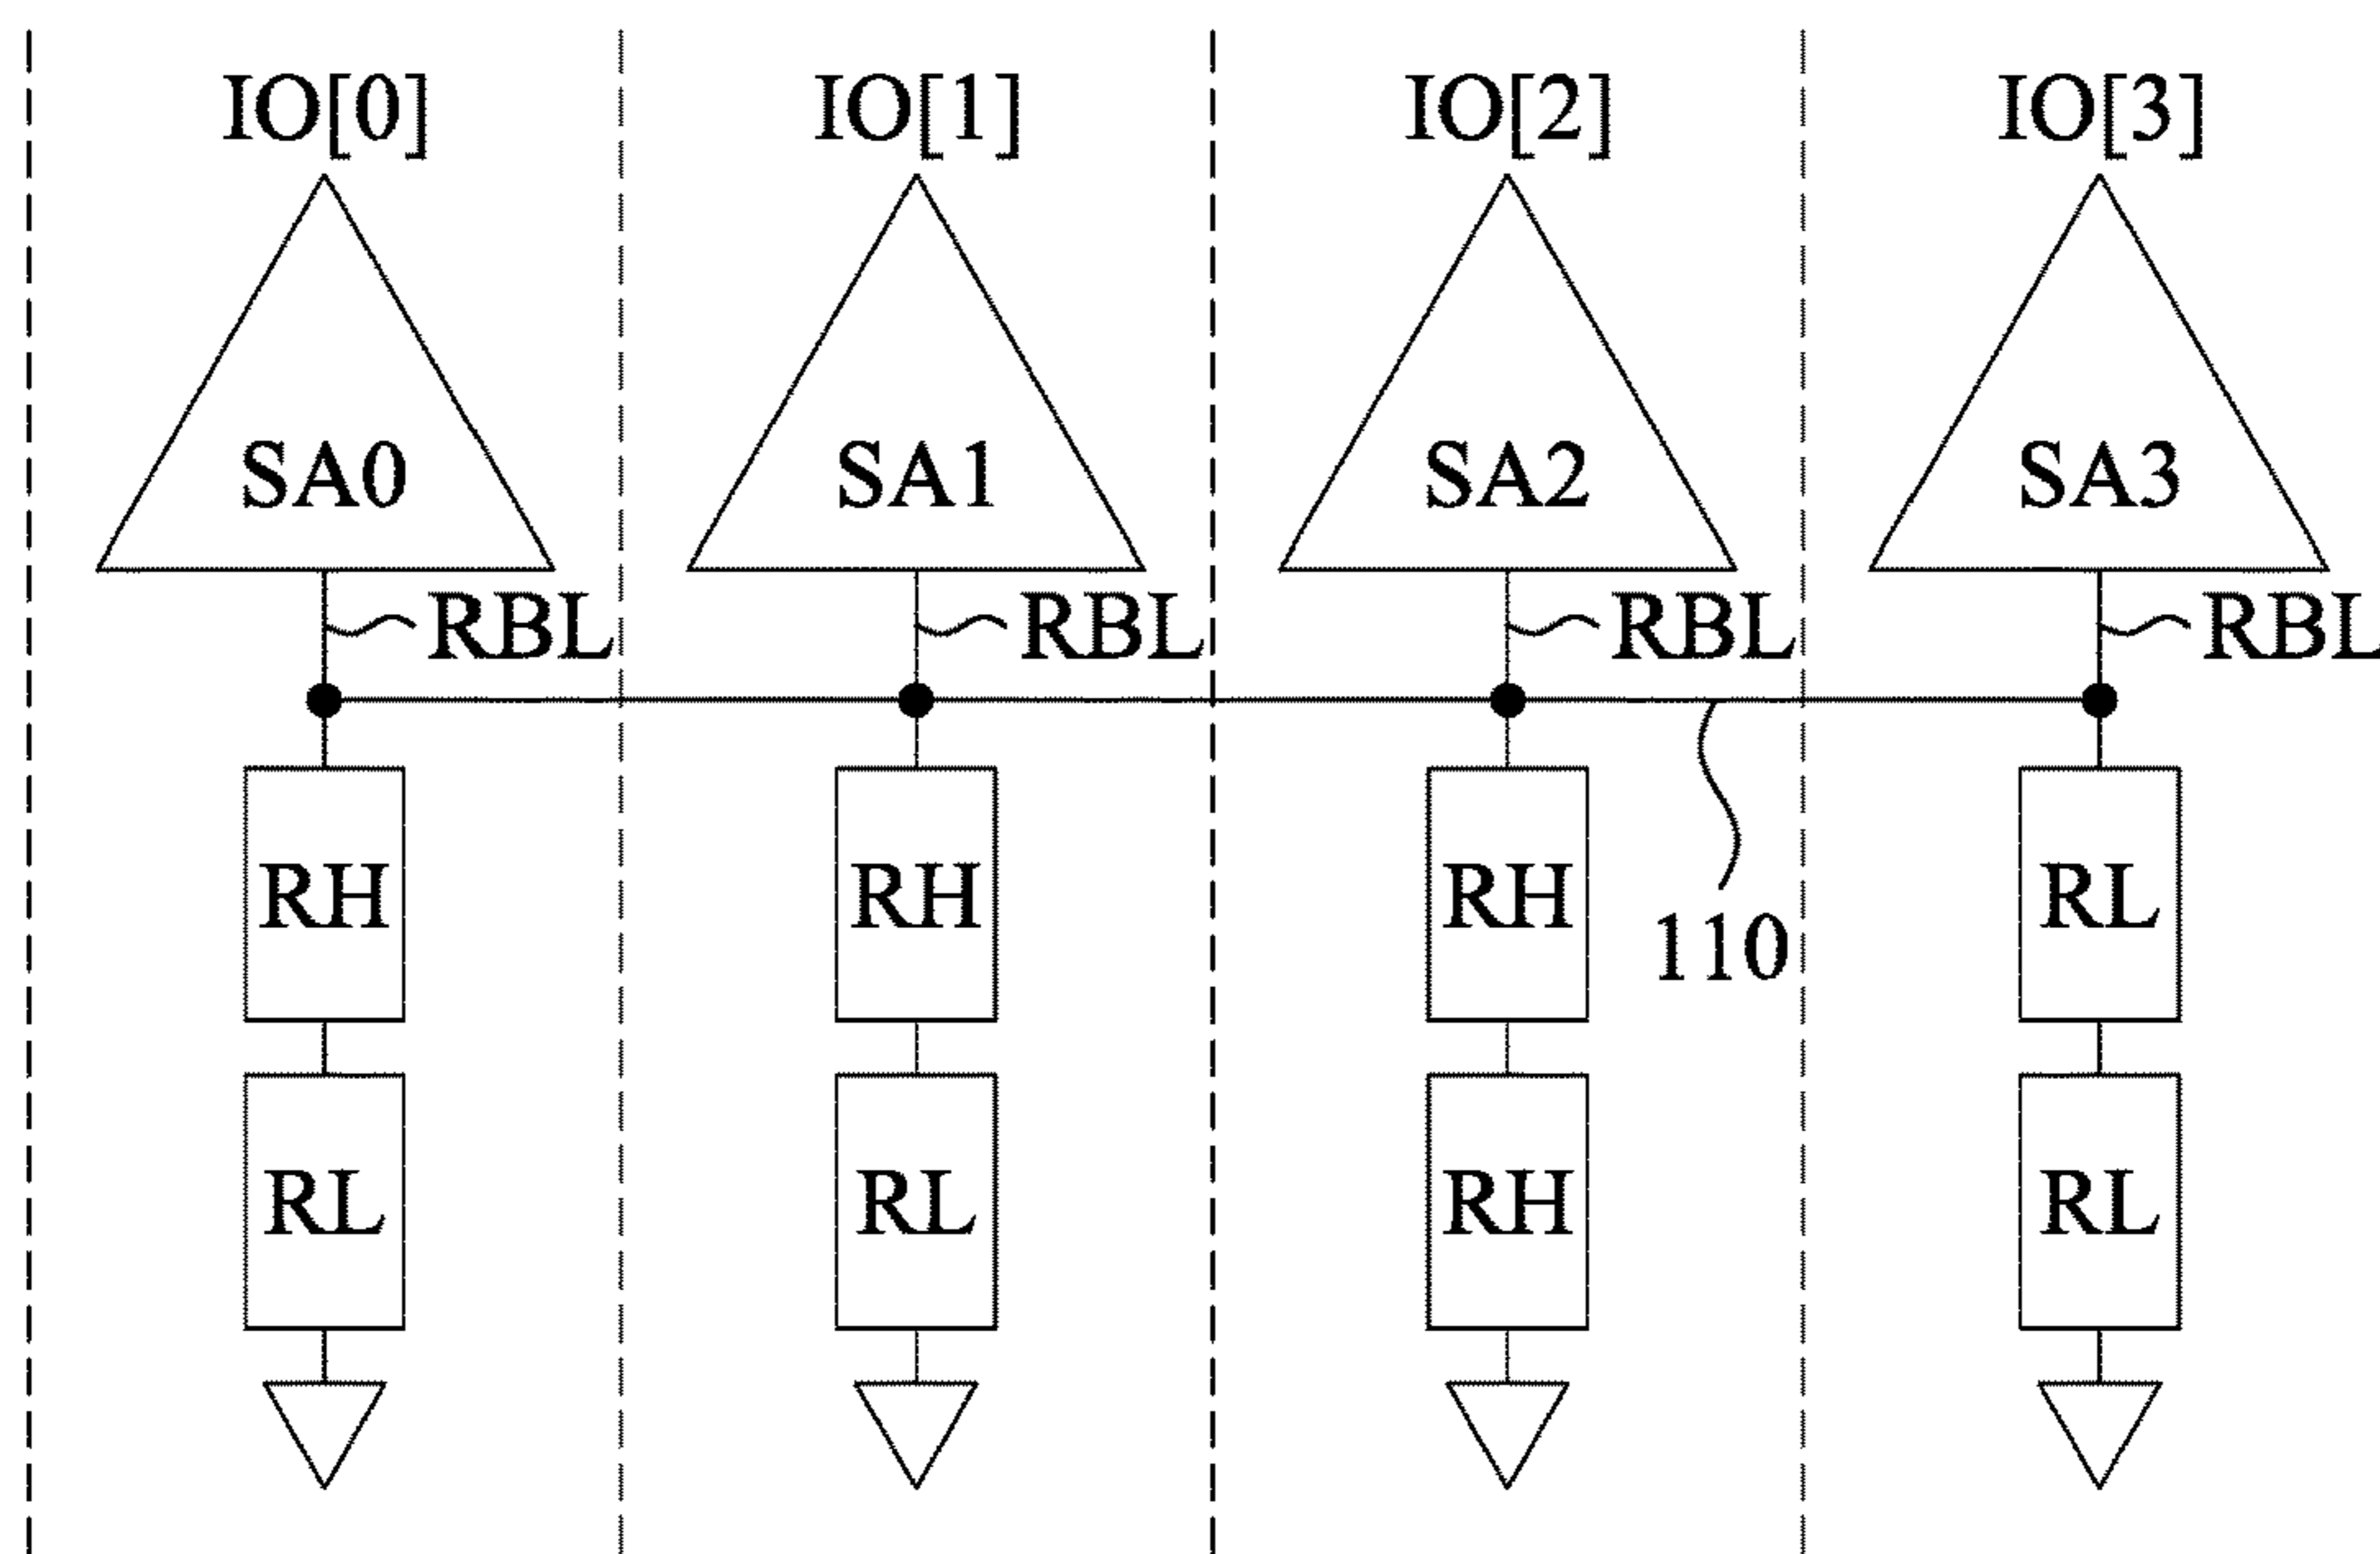 IO[0] IO[1] IO[2] IO[3]
SA0 SA1 SA2 SA3
RBL RBL RBL RBL
RH RH RH RL
110
RL RL RH RL